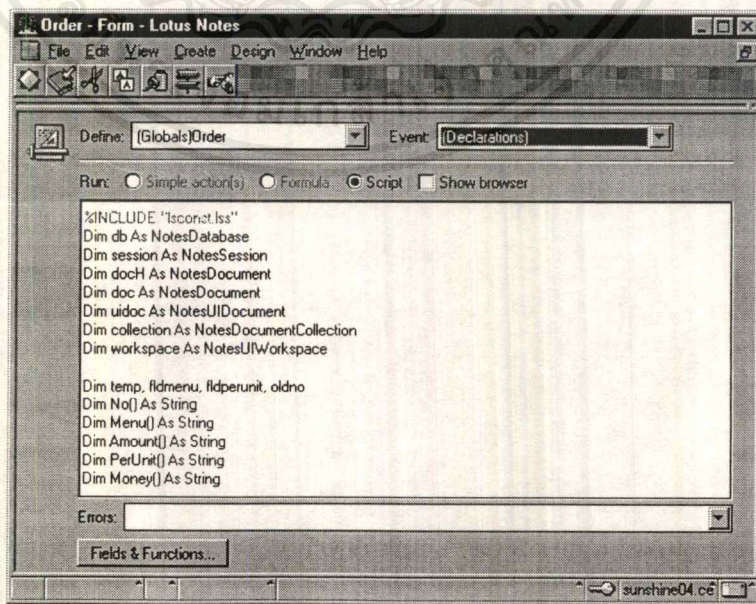 Order - Form - Lotus Notes
File Edit View Create Design Window Help
Define: (Globals)Order Event: (Declarations)
Run: Simple action(s) Formula Script Show browser
%INCLUDE "lsconst.lss"
Dim db As NotesDatabase
Dim session As NotesSession
Dim docH As NotesDocument
Dim doc As NotesDocument
Dim uidoc As NotesUIDocument
Dim collection As NotesDocumentCollection
Dim workspace As NotesUIWorkspace
Dim temp, fldmenu, fldperunit, oldno
Dim No() As String
Dim Menu() As String
Dim Amount() As String
Dim PerUnit() As String
Dim Money() As String
Errors:
Fields & Functions...
sunshine04.ce